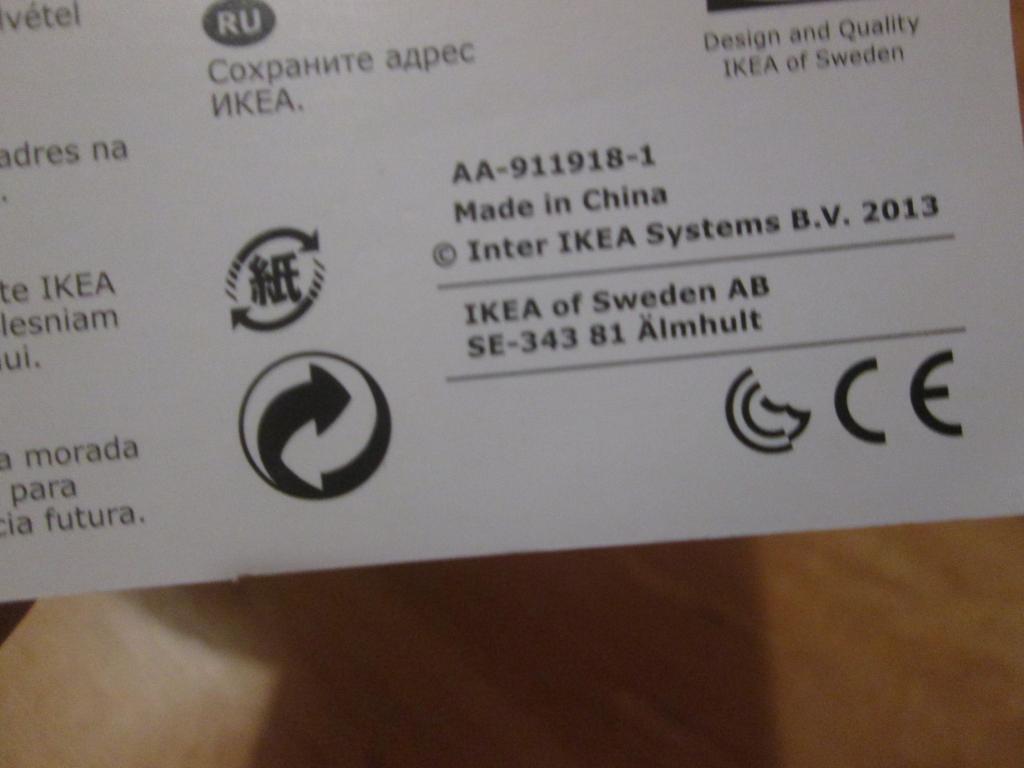 lvétel
RU
Сохраните адрес
ИКЕА.
adres na
.
te IKEA
lesniam
ui.
a morada
para
cia futura.
紙
Design and Quality
IKEA of Sweden
AA-911918-1
Made in China
© Inter IKEA Systems B.V. 2013
IKEA of Sweden AB
SE-343 81 Älmhult
CE